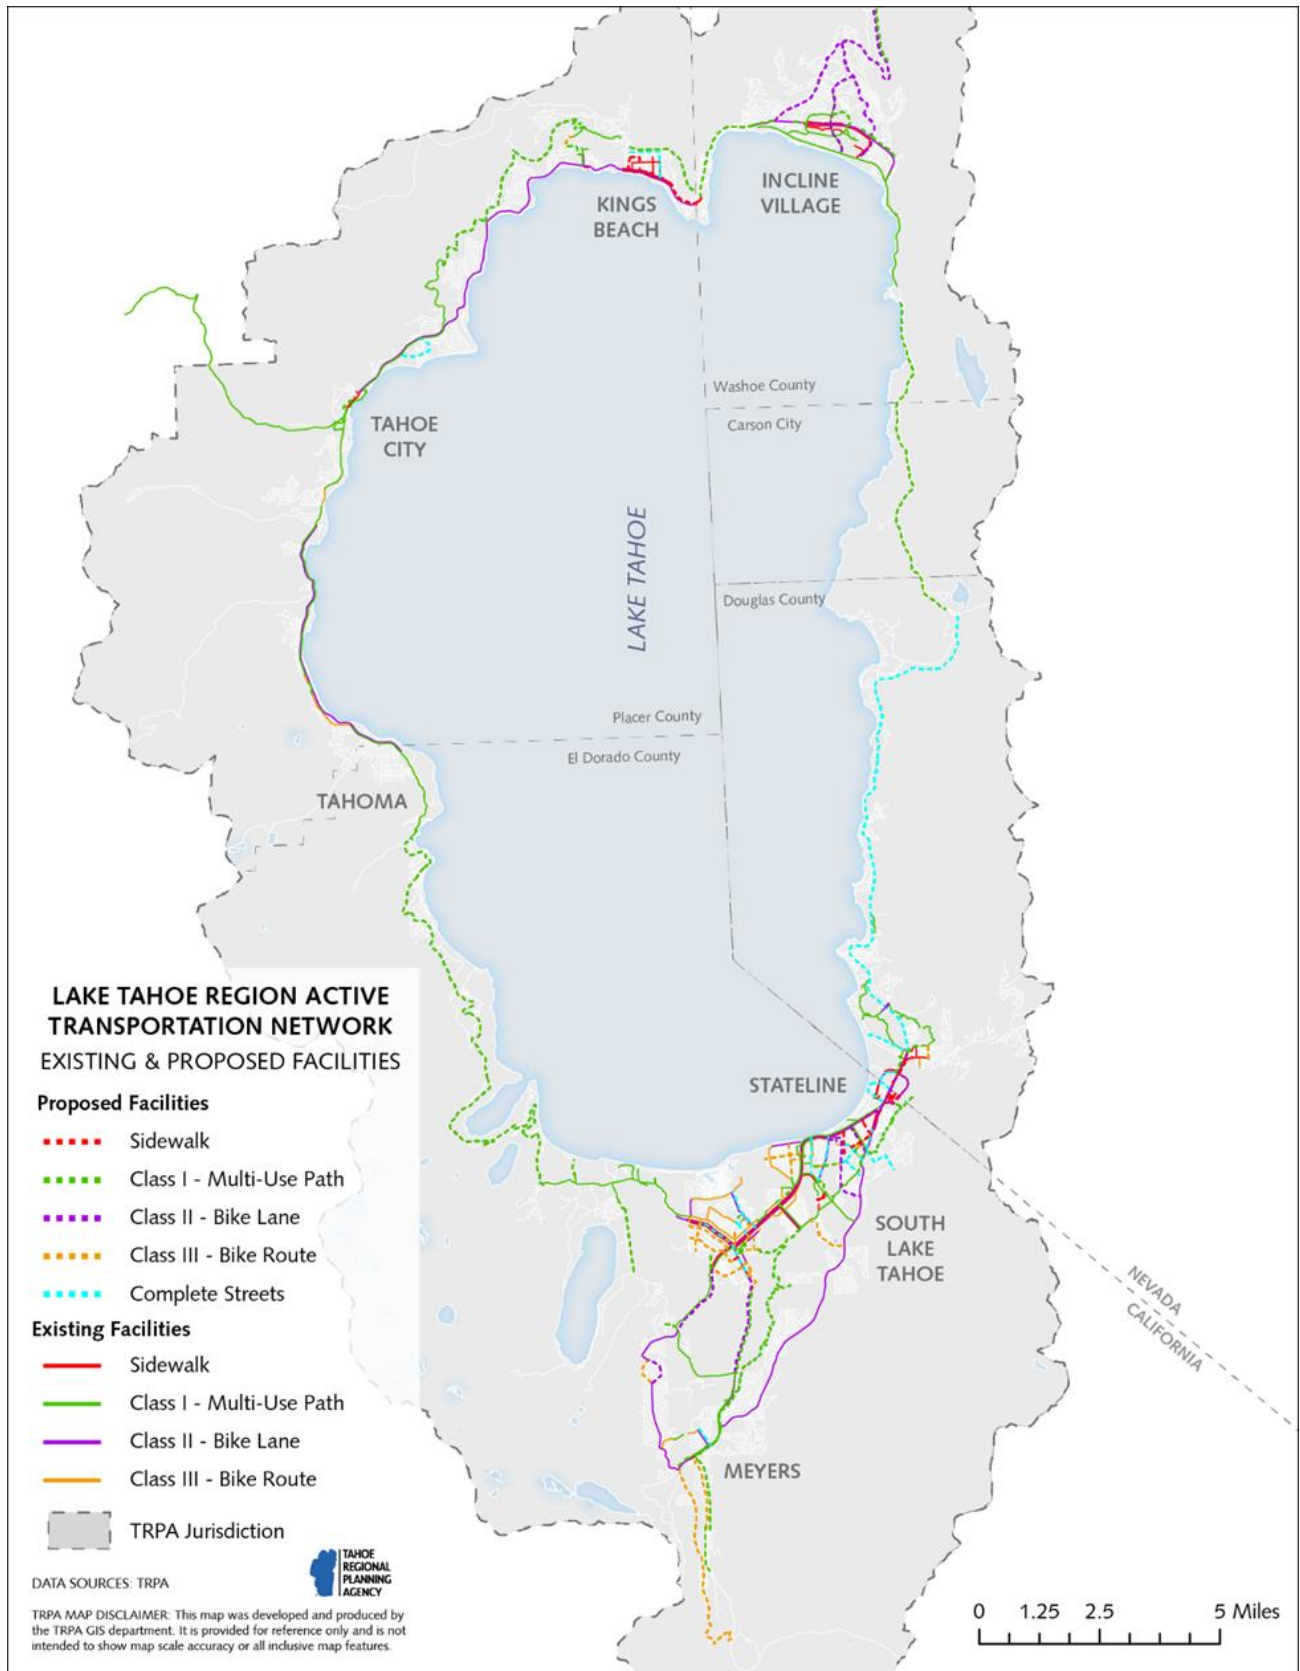 INCLINE
VILLAGE
KINGS
BEACH
Washoe County
Carson City
TAHOE
CITY
LAKE TAHOE
Douglas County
Placer County
El Dorado County
TAHOMA
STATELINE
SOUTH
LAKE
TAHOE
NEVADA
CALIFORNIA
MEYERS
LAKE TAHOE REGION ACTIVE
TRANSPORTATION NETWORK
EXISTING & PROPOSED FACILITIES
Proposed Facilities
Sidewalk
Class I - Multi-Use Path
Class II - Bike Lane
Class III - Bike Route
Complete Streets
Existing Facilities
Sidewalk
Class I - Multi-Use Path
Class II - Bike Lane
Class III - Bike Route
TRPA Jurisdiction
TAHOE
REGIONAL
PLANNING
AGENCY
DATA SOURCES: TRPA
TRPA MAP DISCLAIMER: This map was developed and produced by
the TRPA GIS department. It is provided for reference only and is not
intended to show map scale accuracy or all inclusive map features.
0 1.25 2.5 5 Miles